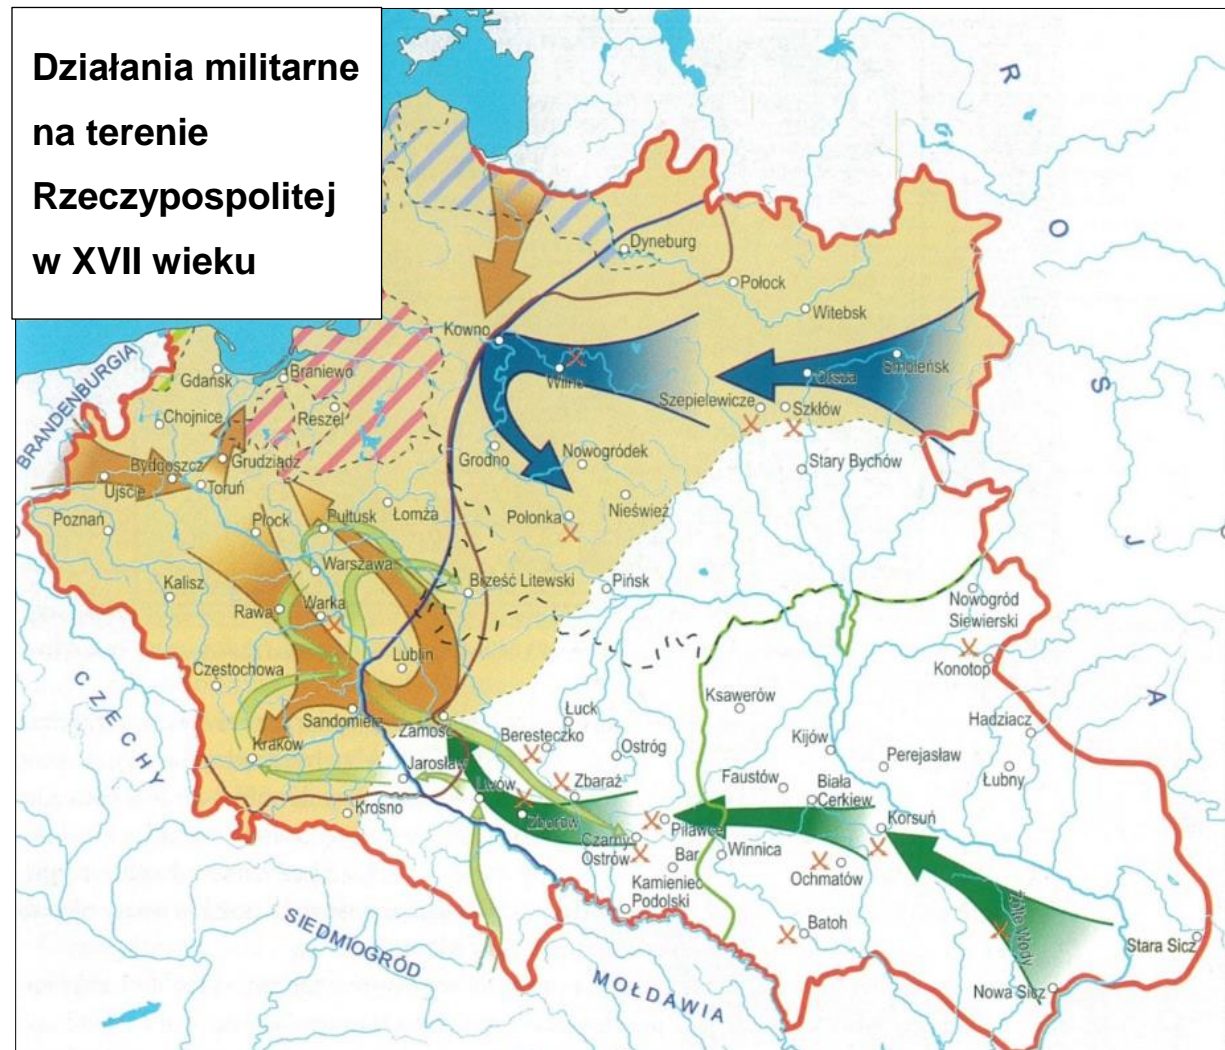 Działania militarne
na terenie
Rzeczypospolitej
w XVII wieku
R
O
S
J
A
Dyneburg
Połock
Witebsk
Kowno
Wilno
Orsza
Smoleńsk
BRANDENBURGIA
Gdańsk
Braniewo
Chojnice
Reszel
Szepielewicze
Szkłów
Grodno
Nowogródek
Stary Bychów
Bydgoszcz
Grudziądz
Ujście
Toruń
Nieśwież
Poznań
Płock
Pułtusk
Łomża
Połonka
Warszawa
Kalisz
Brześć Litewski
Pińsk
Rawa
Warka
Nowogród
Siewierski
Konotop
Częstochowa
Lublin
CZECHY
Sandomierz
Zamość
Łuck
Ksawerów
Hadziacz
Kraków
Beresteczko
Ostróg
Kijów
Perejasław
Łubny
Jarosław
Zbaraż
Faustów
Biała
Cerkiew
Lwów
Krosno
Zborów
Piławce
Korsuń
Czarny
Ostrów
Bar
Winnica
Ochmatów
Kamieniec
Podolski
Batoh
Żółte Wody
Stara Sicz
SIEDMIOGRÓD
MOŁDAWIA
Nowa Sicz